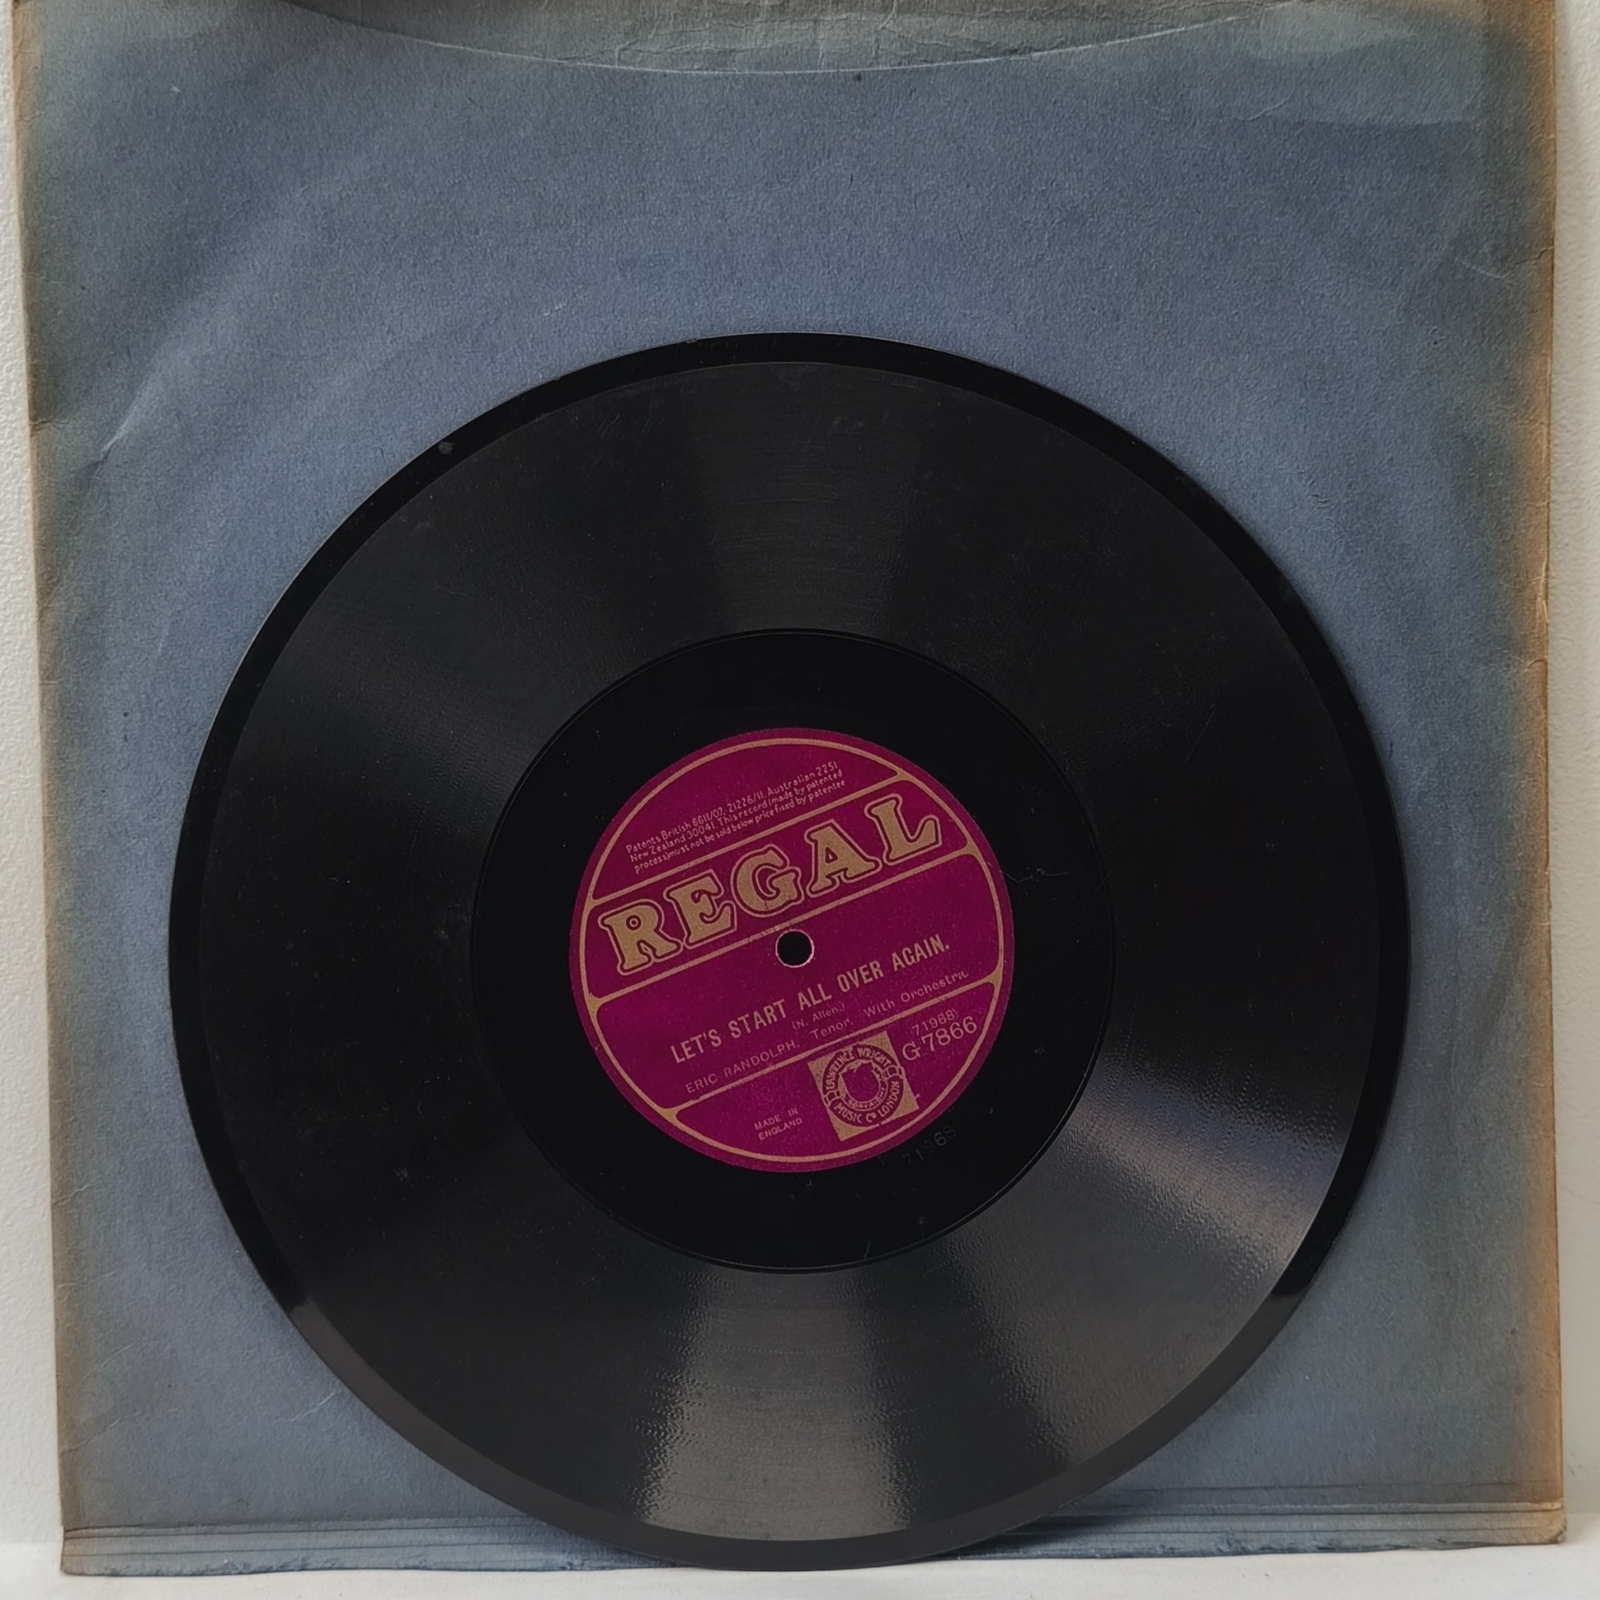 Patents British 6611/07, 21226/11, Australian 2251
New Zealand 30041. This record (made by patented
process) must not be sold below price fixed by patentee
REGAL
LET'S START ALL OVER AGAIN.
(N. Allen.)
ERIC RANDOLPH, Tenor. With Orchestra.
71968)
G 7866
LAWRENCE WRIGHT
MUSIC Co LONDON
MADE IN
ENGLAND
71968